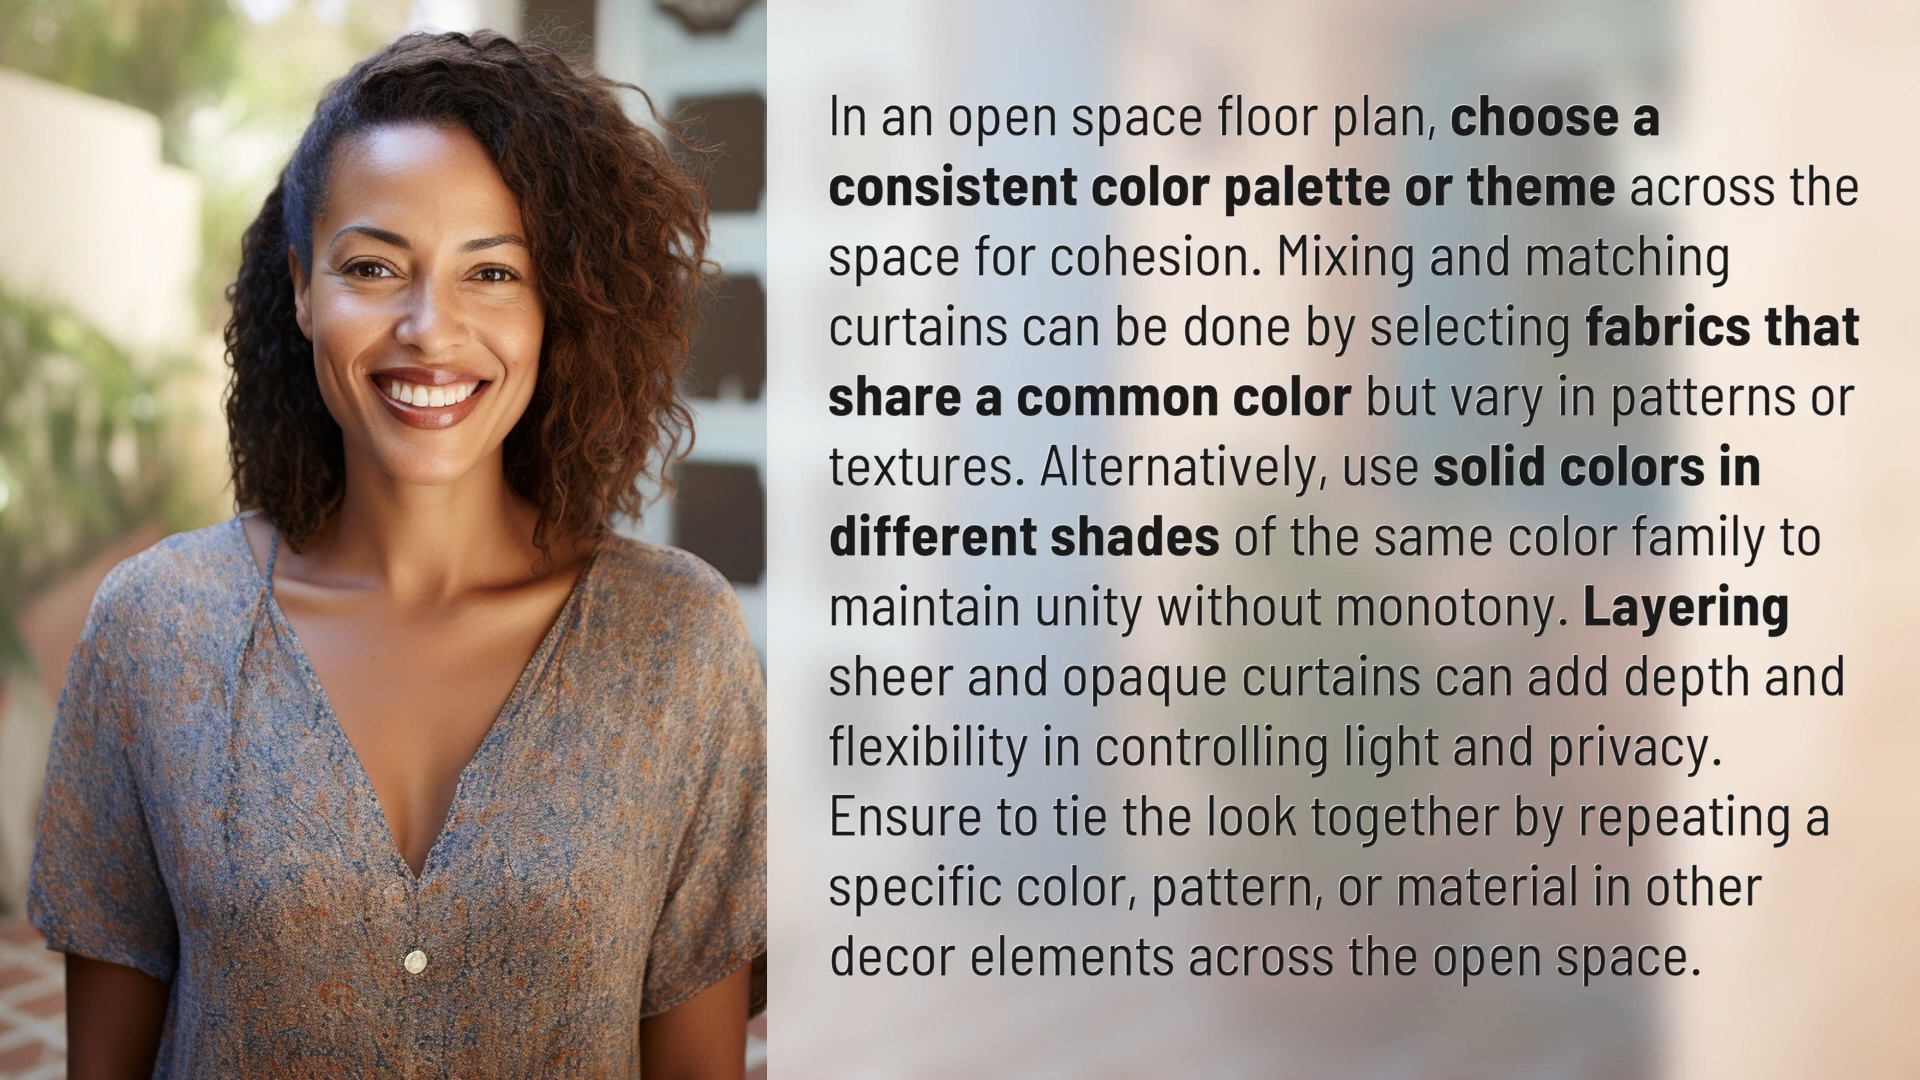 In an open space floor plan, choose a
consistent color palette or theme across the
space for cohesion. Mixing and matching
curtains can be done by selecting fabrics that
share a common color but vary in patterns or
textures. Alternatively, use solid colors in
different shades of the same color family to
maintain unity without monotony. Layering
sheer and opaque curtains can add depth and
flexibility in controlling light and privacy.
Ensure to tie the look together by repeating a
specific color, pattern, or material in other
decor elements across the open space.